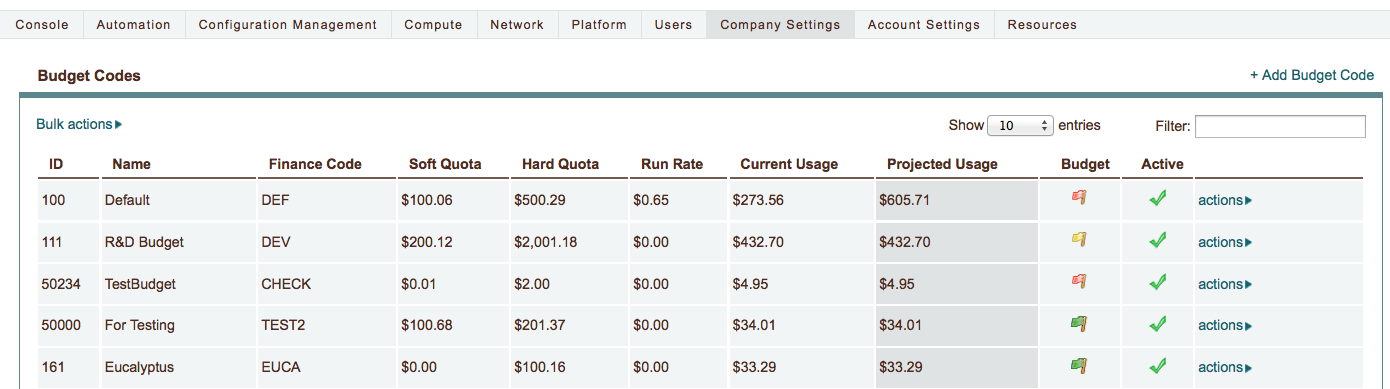 Console Automation Configuration Management Compute Network Platform Users Company Settings Account Settings Resources
Budget Codes + Add Budget Code
Bulk actions Show 10 entries Filter:
ID Name Finance Code Soft Quota Hard Quota Run Rate Current Usage Projected Usage Budget Active
100 Default DEF $100.06 $500.29 $0.65 $273.56 $605.71 actions
111 R&D Budget DEV $200.12 $2,001.18 $0.00 $432.70 $432.70 actions
50234 TestBudget CHECK $0.01 $2.00 $0.00 $4.95 $4.95 actions
50000 For Testing TEST2 $100.68 $201.37 $0.00 $34.01 $34.01 actions
161 Eucalyptus EUCA $0.00 $100.16 $0.00 $33.29 $33.29 actions